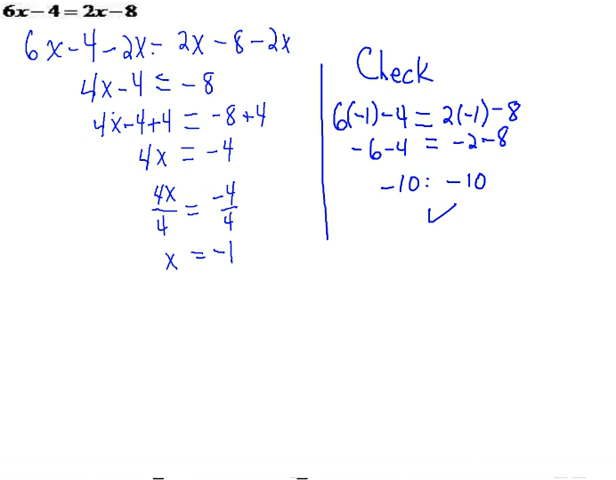 6x-4=2x-8
6x-4-2x= 2x-8-2x
4x-4 = -8
4x-4+4 = -8+4
4x = -4
4x/4 = -4/4
x = -1
Check
6(-1)-4 = 2(-1)-8
-6-4 = -2-8
-10 = -10
✓